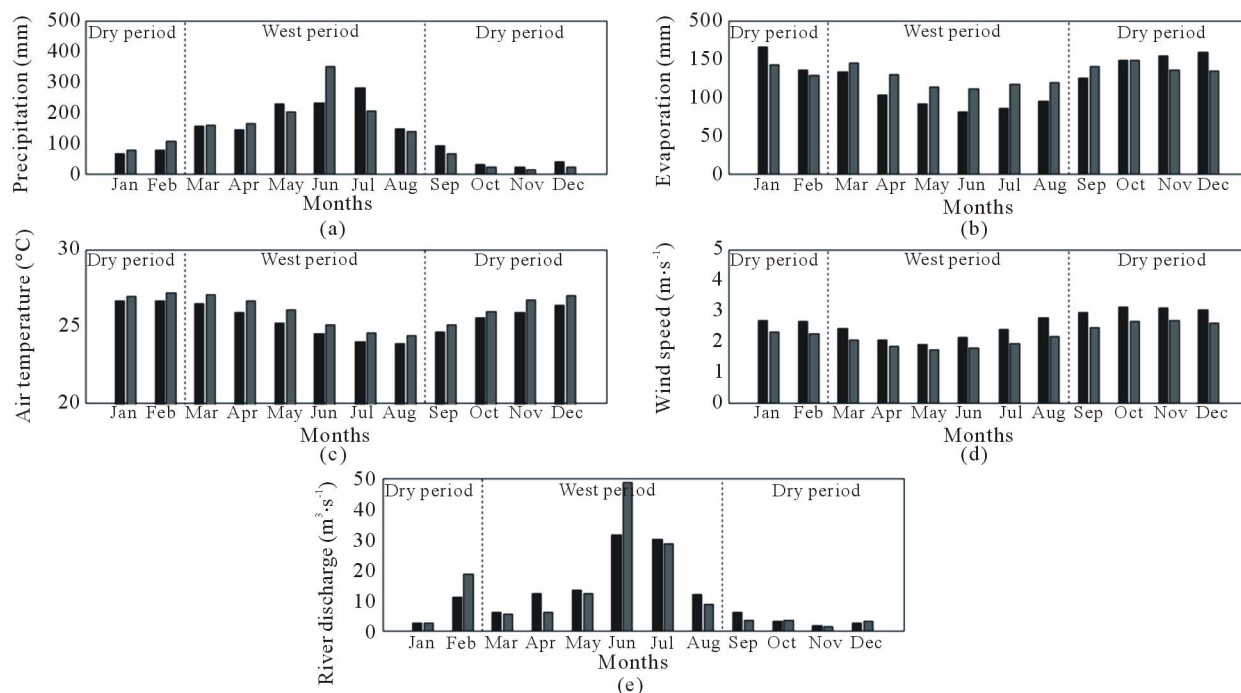 Precipitation (mm)
500
400
300
200
100
0
Dry period West period Dry period
Jan Feb Mar Apr May Jun Jul Aug Sep Oct Nov Dec
Months
(a)
Evaporation (mm)
500
150
100
50
0
Dry period West period Dry period
Jan Feb Mar Apr May Jun Jul Aug Sep Oct Nov Dec
Months
(b)
Air temperature (°C)
30
25
20
Dry period West period Dry period
Jan Feb Mar Apr May Jun Jul Aug Sep Oct Nov Dec
Months
(c)
Wind speed (m·s⁻¹)
5
4
3
2
1
0
Dry period West period Dry period
Jan Feb Mar Apr May Jun Jul Aug Sep Oct Nov Dec
Months
(d)
River discharge (m³·s⁻¹)
50
40
30
20
10
0
Dry period West period Dry period
Jan Feb Mar Apr May Jun Jul Aug Sep Oct Nov Dec
Months
(e)